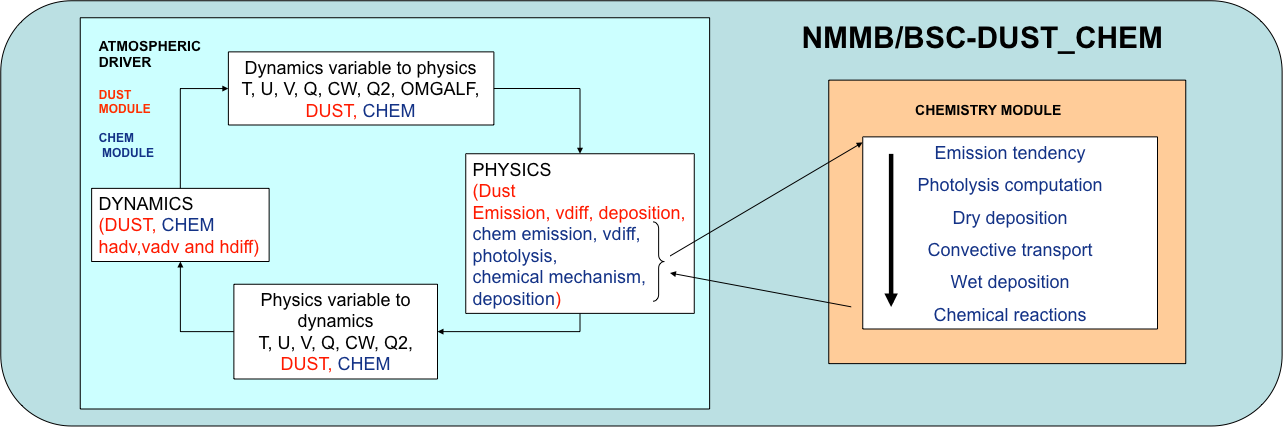 NMMB/BSC-DUST_CHEM
ATMOSPHERIC
DRIVER
DUST
MODULE
CHEM
MODULE
Dynamics variable to physics
T, U, V, Q, CW, Q2, OMGALF,
DUST, CHEM
PHYSICS
(Dust
Emission, vdiff, deposition,
chem emission, vdiff,
photolysis,
chemical mechanism,
deposition)
DYNAMICS
(DUST, CHEM
hadv,vadv and hdiff)
Physics variable to
dynamics
T, U, V, Q, CW, Q2,
DUST, CHEM
CHEMISTRY MODULE
Emission tendency
Photolysis computation
Dry deposition
Convective transport
Wet deposition
Chemical reactions